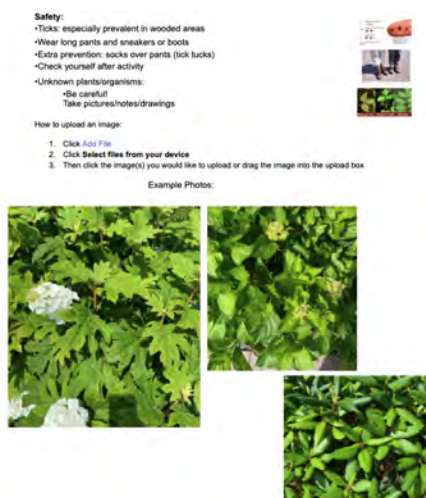 Safety:
•Ticks: especially prevalent in wooded areas
•Wear long pants and sneakers or boots
•Extra prevention: socks over pants (tick tucks)
•Check yourself after activity
•Unknown plants/organisms:
•Be careful!
Take pictures/notes/drawings
How to upload an image:
1. Click Add File
2. Click Select files from your device
3. Then click the image(s) you would like to upload or drag the image into the upload box
Example Photos: